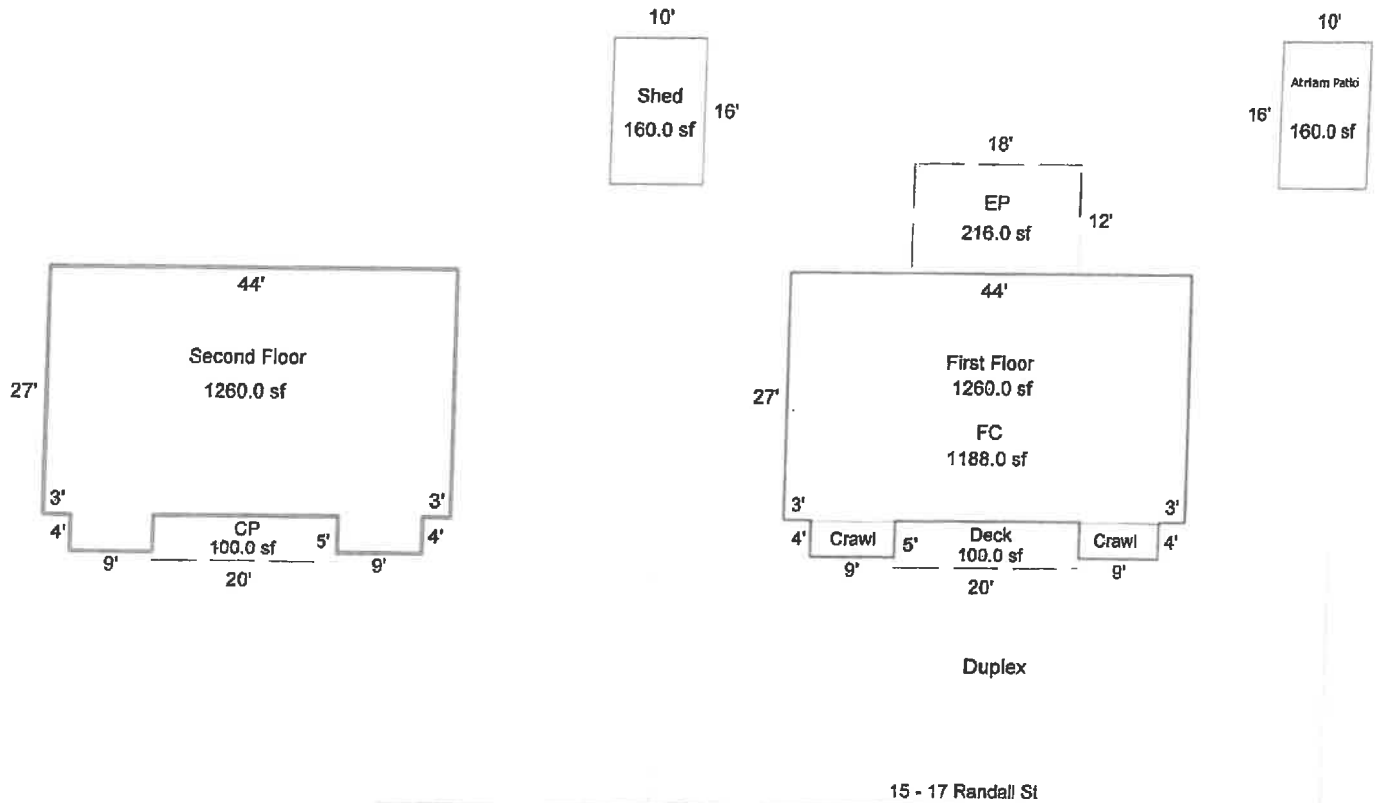 10'
Shed
160.0 sf
16'
10'
Atriam Patio
16'
160.0 sf
18'
EP
216.0 sf
12'
44'
Second Floor
1260.0 sf
27'
3'
3'
4'
CP
100.0 sf
5'
4'
9'
20'
9'
44'
First Floor
1260.0 sf
27'
FC
1188.0 sf
3'
3'
4'
Crawl
5'
Deck
100.0 sf
Crawl
4'
9'
20'
9'
Duplex
15 - 17 Randall St